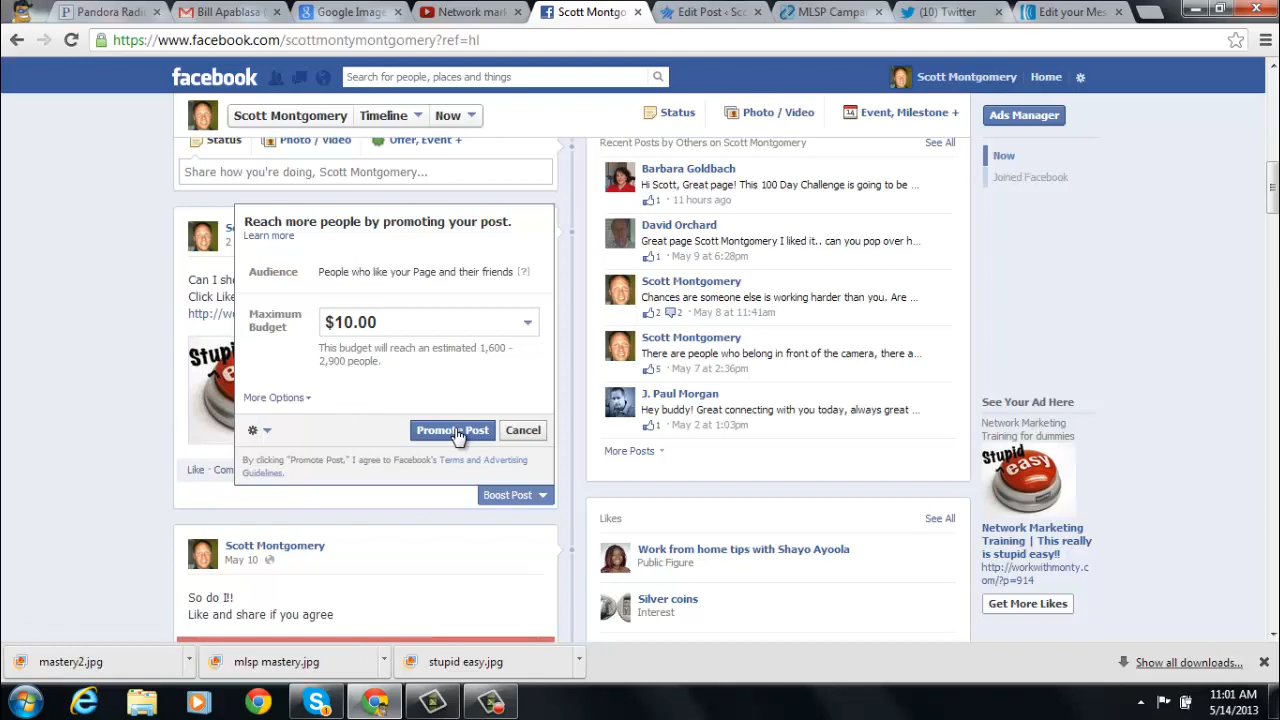 Pandora Radi
Bill Apablasa (
Google Image
Network mar
Scott Montgo
Edit Post ‹ Sc
MLSP Campa
(10) Twitter
Edit your Mes
https://www.facebook.com/scottmontymontgomery?ref=hl
facebook
Search for people, places and things
Scott Montgomery
Home
Scott Montgomery
Timeline
Now
Status
Photo / Video
Event, Milestone +
Ads Manager
Now
Joined Facebook
Status
Photo / Video
Offer, Event +
Share how you're doing, Scott Montgomery...
Reach more people by promoting your post.
Learn more
Audience
People who like your Page and their friends [?]
Maximum
Budget
$10.00
This budget will reach an estimated 1,600 -
2,900 people.
More Options
Promote Post
Cancel
By clicking "Promote Post," I agree to Facebook's Terms and Advertising
Guidelines.
S
2
Can I sh
Click Like
http://w
Stupid
Like · Com
Boost Post
Scott Montgomery
May 10
So do I!!
Like and share if you agree
Recent Posts by Others on Scott Montgomery
See All
Barbara Goldbach
Hi Scott, Great page! This 100 Day Challenge is going to be ...
1 · 11 hours ago
David Orchard
Great page Scott Montgomery I liked it.. can you pop over h...
1 · May 9 at 6:28pm
Scott Montgomery
Chances are someone else is working harder than you. Are ...
2 2 · May 8 at 11:41am
Scott Montgomery
There are people who belong in front of the camera, there a...
5 · May 7 at 2:36pm
J. Paul Morgan
Hey buddy! Great connecting with you today, always great ...
1 · May 2 at 1:03pm
More Posts
Likes
See All
Work from home tips with Shayo Ayoola
Public Figure
Silver coins
Interest
See Your Ad Here
Network Marketing
Training for dummies
Stupid
easy
Network Marketing
Training | This really
is stupid easy!!
http://workwithmonty.c
om/?p=914
Get More Likes
mastery2.jpg
mlsp mastery.jpg
stupid easy.jpg
Show all downloads...
11:01 AM
5/14/2013